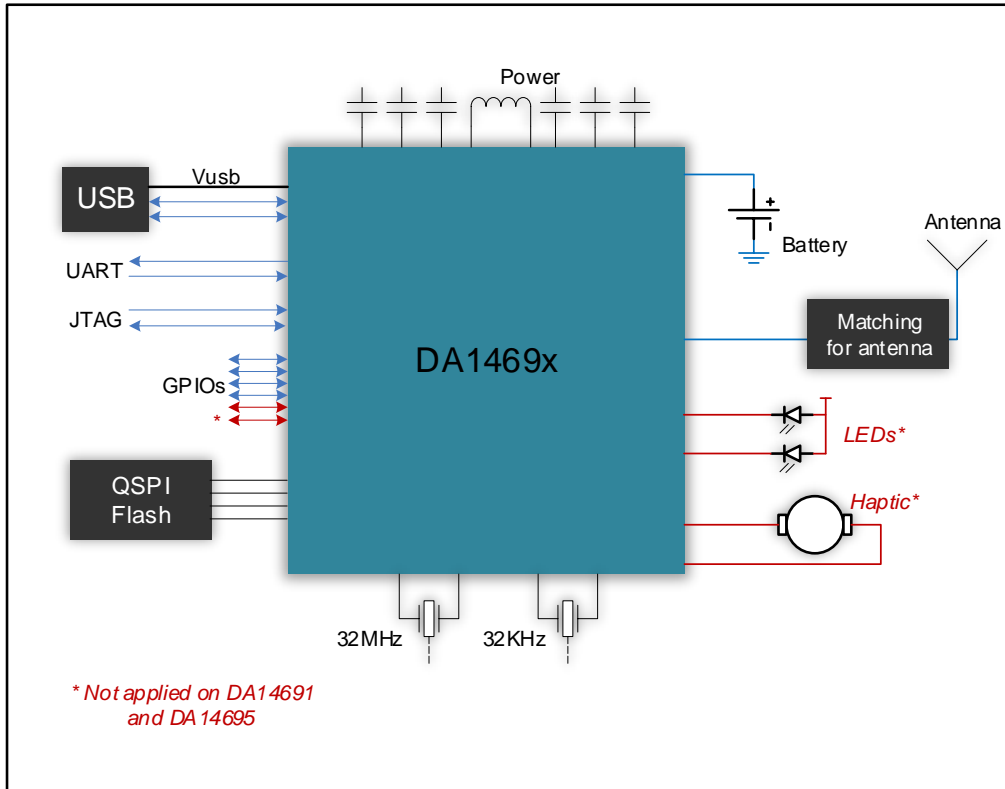 Power
USB
Vusb
Antenna
Battery
UART
JTAG
Matching
for antenna
DA1469x
GPIOs
*
LEDs*
QSPI
Flash
Haptic*
32MHz
32KHz
* Not applied on DA14691
and DA14695